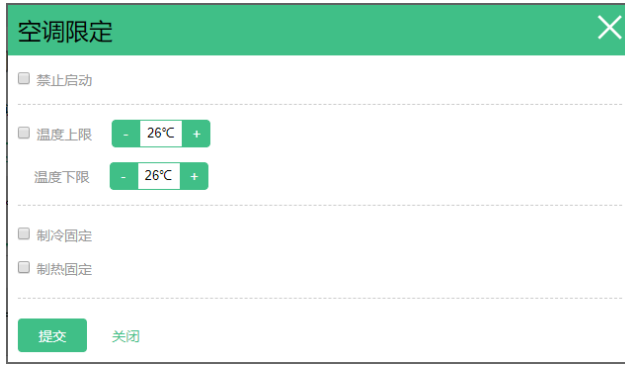 空调限定
禁止启动
温度上限 - 26℃ +
温度下限 - 26℃ +
制冷固定
制热固定
提交 关闭